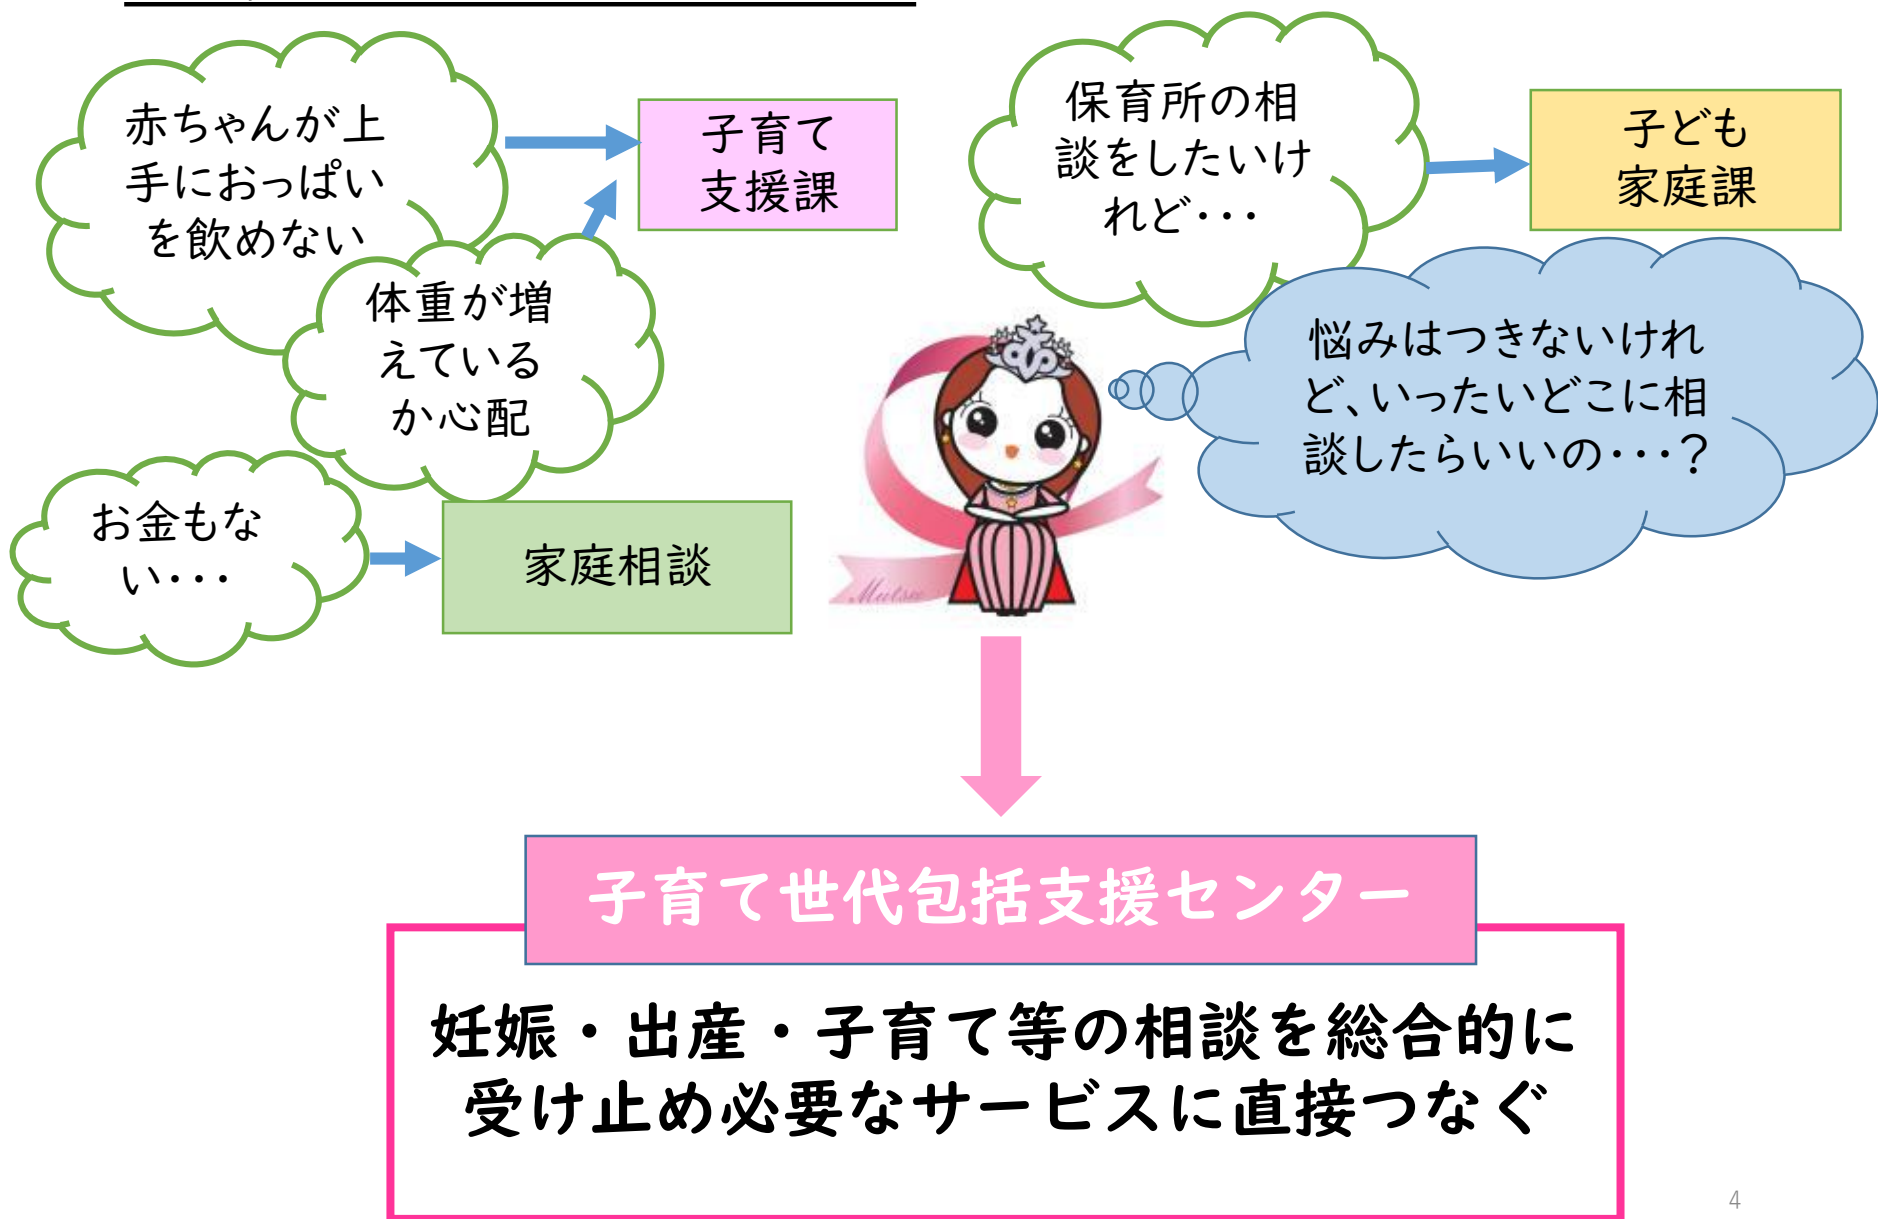 赤ちゃんが上
手におっぱい
を飲めない
子育て
支援課
体重が増
えている
か心配
お金もな
い・・・
家庭相談
保育所の相
談をしたいけ
れど・・・
子ども
家庭課
悩みはつきないけれ
ど、いったいどこに相
談したらいいの・・・？
Mutsu
子育て世代包括支援センター
妊娠・出産・子育て等の相談を総合的に
受け止め必要なサービスに直接つなぐ
4